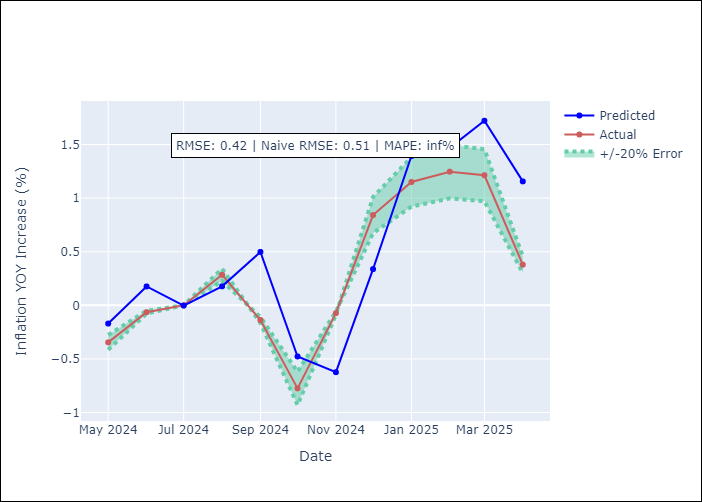 RMSE: 0.42 | Naive RMSE: 0.51 | MAPE: inf%
Predicted
Actual
+/-20% Error
Inflation YOY Increase (%)
1.5
1
0.5
0
−0.5
−1
May 2024
Jul 2024
Sep 2024
Nov 2024
Jan 2025
Mar 2025
Date